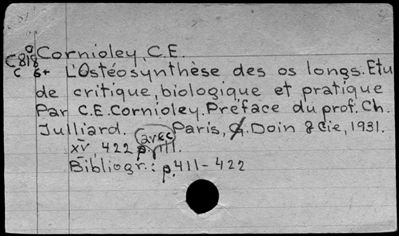 O Cornioley, C.E.
C818
C 6+ L'Ostéosynthèse des os longs. Etu
de critique, biologique et pratique
Par C.E. Cornioley. Préface du prof. Ch.
Julliard. Paris, G. Doin & Cie, 1931.
XV 422 p. avec ill.
Bibliogr.: p. 411-422